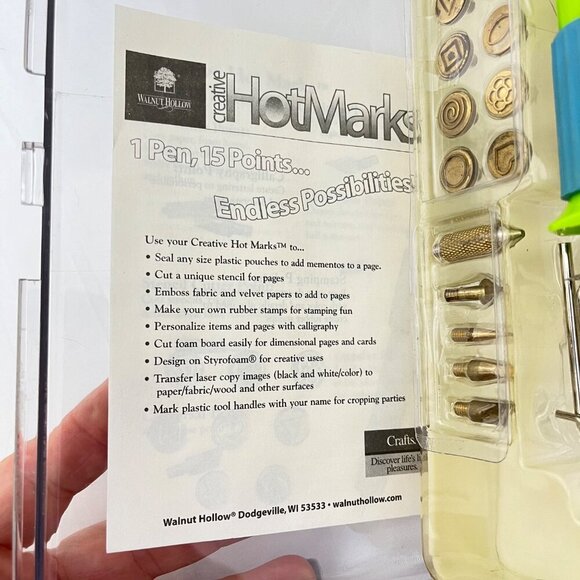 WALNUT HOLLOW
creative
HotMarks
1 Pen, 15 Points...
Endless Possibilities!
Use your Creative Hot Marks™ to...
• Seal any size plastic pouches to add mementos to a page.
• Cut a unique stencil for pages
• Emboss fabric and velvet papers to add to pages
• Make your own rubber stamps for stamping fun
• Personalize items and pages with calligraphy
• Cut foam board easily for dimensional pages and cards
• Design on Styrofoam® for creative uses
• Transfer laser copy images (black and white/color) to
paper/fabric/wood and other surfaces
• Mark plastic tool handles with your name for cropping parties
Crafts.
Discover life's
pleasures.
Walnut Hollow® Dodgeville, WI 53533 • walnuthollow.com